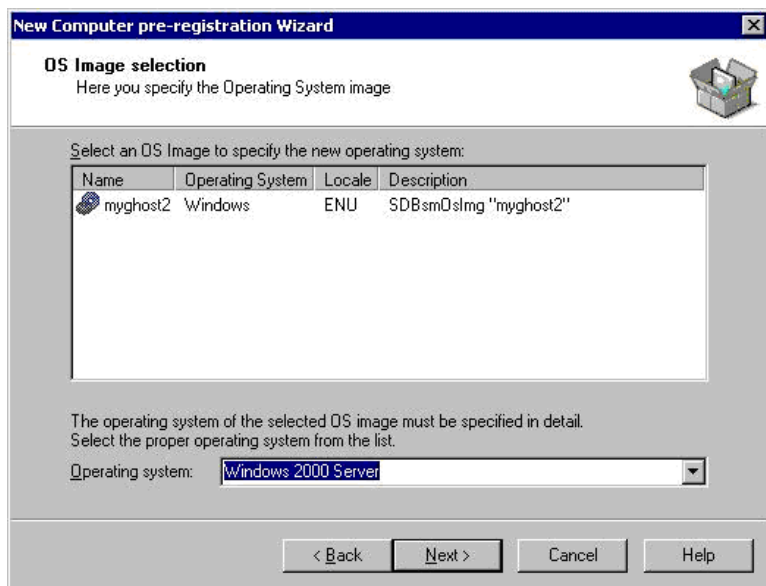 New Computer pre-registration Wizard
OS Image selection
Here you specify the Operating System image
Select an OS Image to specify the new operating system:
Name Operating System Locale Description
myghost2 Windows ENU SDBsmOsImg "myghost2"
The operating system of the selected OS image must be specified in detail.
Select the proper operating system from the list.
Operating system: Windows 2000 Server
< Back Next > Cancel Help